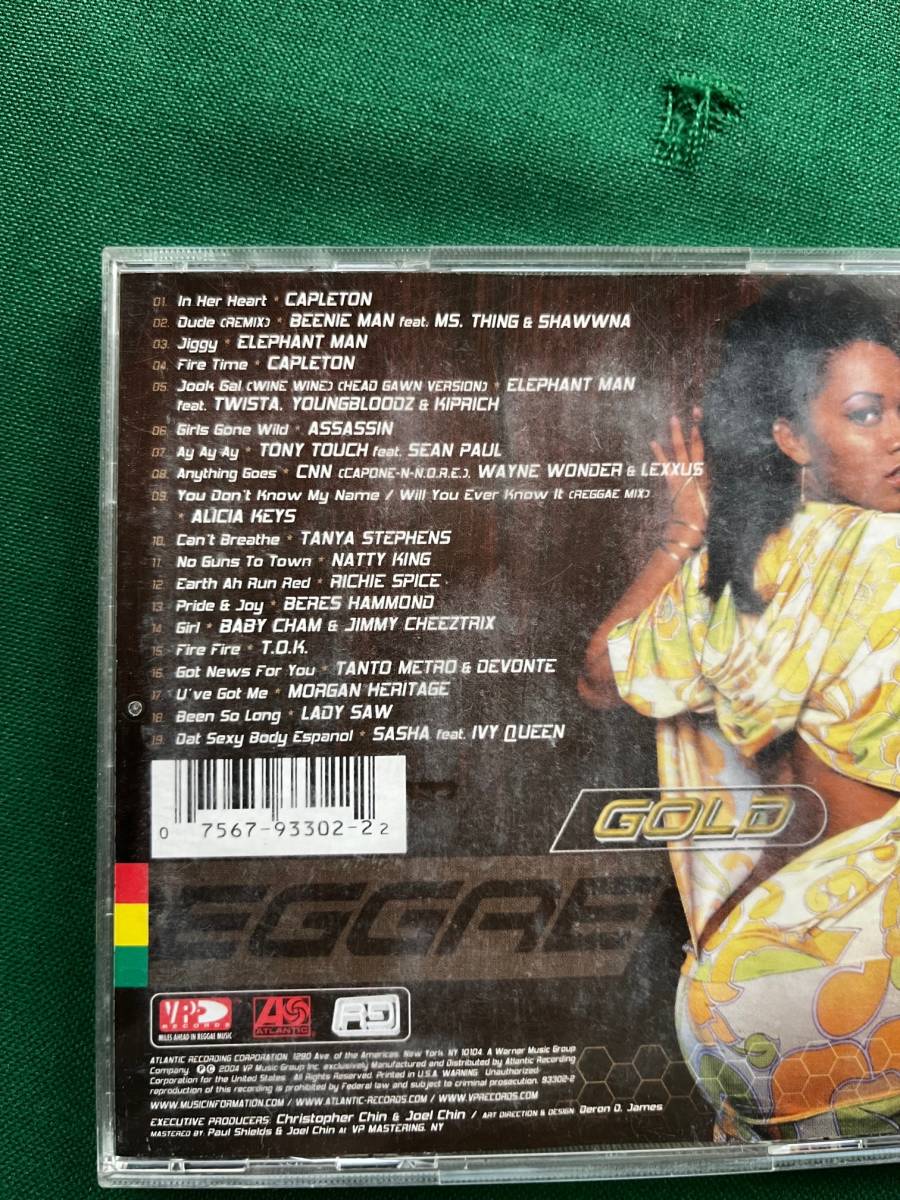 01. In Her Heart * CAPLETON
02. Dude (REMIX) * BEENIE MAN feat. MS. THING & SHAWWNA
03. Jiggy * ELEPHANT MAN
04. Fire Time * CAPLETON
05. Jook Gal (WINE WINE) (HEAD GAWN VERSION) * ELEPHANT MAN
feat. TWISTA, YOUNGBLOODZ & KIPRICH
06. Girls Gone Wild * ASSASSIN
07. Ay Ay Ay * TONY TOUCH feat. SEAN PAUL
08. Anything Goes * CNN (CAPONE-N-N.O.R.E.), WAYNE WONDER & LEXXUS
09. You Don't Know My Name / Will You Ever Know It (REGGAE MIX)
* ALICIA KEYS
10. Can't Breathe * TANYA STEPHENS
11. No Guns To Town * NATTY KING
12. Earth Ah Run Red * RICHIE SPICE
13. Pride & Joy * BERES HAMMOND
14. Girl * BABY CHAM & JIMMY CHEEZTRIX
15. Fire Fire * T.O.K.
16. Got News For You * TANTO METRO & DEVONTE
17. U've Got Me * MORGAN HERITAGE
18. Been So Long * LADY SAW
19. Dat Sexy Body Espanol * SASHA feat. IVY QUEEN
0 7567-93302-2 2
GOLD
EGGAE
VP RECORDS
MILES AHEAD IN REGGAE MUSIC
ATLANTIC
ATLANTIC RECORDING CORPORATION, 1290 Ave. of the Americas, New York, NY 10104. A Warner Music Group
Company. ℗© 2004 VP Music Group Inc. exclusively Manufactured and Distributed by Atlantic Recording
Corporation for the United States. All Rights Reserved. Printed in U.S.A. WARNING: Unauthorized
reproduction of this recording is prohibited by Federal law and subject to criminal prosecution. 93302-2
WWW.MUSICINFORMATION.COM / WWW.ATLANTIC-RECORDS.COM / WWW.VPRECORDS.COM
EXECUTIVE PRODUCERS: Christopher Chin & Joel Chin / ART DIRECTION & DESIGN: Deron D. James
MASTERED BY: Paul Shields & Joel Chin At VP MASTERING, NY